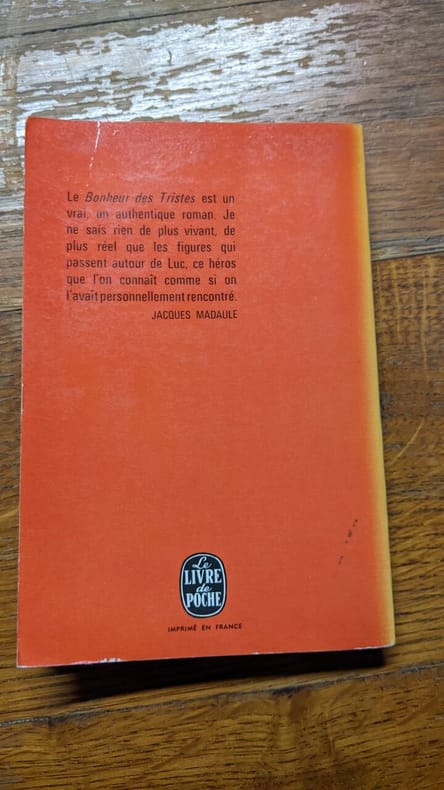 Le Bonheur des Tristes est un
vrai, un authentique roman. Je
ne sais rien de plus vivant, de
plus réel que les figures qui
passent autour de Luc, ce héros
que l'on connaît comme si on
l'avait personnellement rencontré.
JACQUES MADAULE
Le
LIVRE
de
POCHE
IMPRIMÉ EN FRANCE